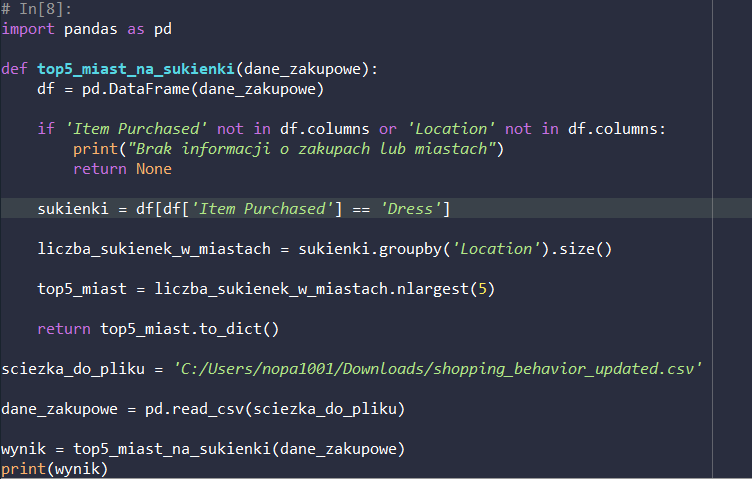 # In[8]:
import pandas as pd
def top5_miast_na_sukienki(dane_zakupowe):
df = pd.DataFrame(dane_zakupowe)
if 'Item Purchased' not in df.columns or 'Location' not in df.columns:
print("Brak informacji o zakupach lub miastach")
return None
sukienki = df[df['Item Purchased'] == 'Dress']
liczba_sukienek_w_miastach = sukienki.groupby('Location').size()
top5_miast = liczba_sukienek_w_miastach.nlargest(5)
return top5_miast.to_dict()
sciezka_do_pliku = 'C:/Users/nopa1001/Downloads/shopping_behavior_updated.csv'
dane_zakupowe = pd.read_csv(sciezka_do_pliku)
wynik = top5_miast_na_sukienki(dane_zakupowe)
print(wynik)